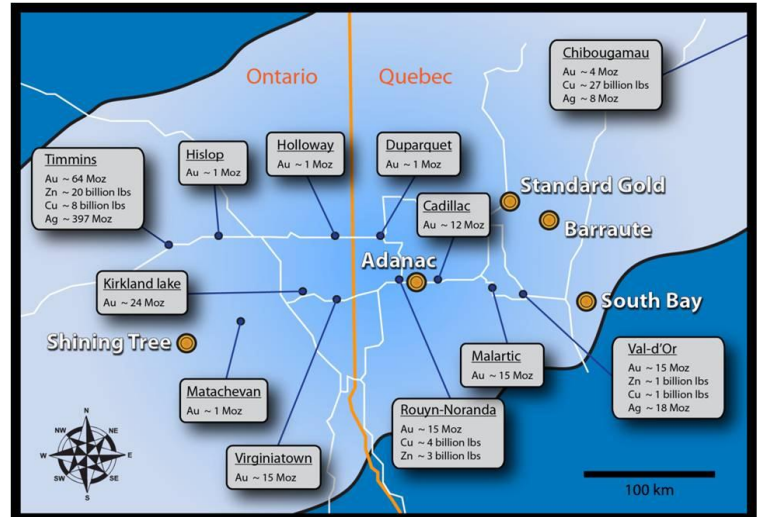 Ontario
Quebec
Chibougamau
Au ~ 4 Moz
Cu ~ 27 billion lbs
Ag ~ 8 Moz
Timmins
Au ~ 64 Moz
Zn ~ 20 billion lbs
Cu ~ 8 billion lbs
Ag ~ 397 Moz
Hislop
Au ~ 1 Moz
Holloway
Au ~ 1 Moz
Duparquet
Au ~ 1 Moz
Cadillac
Au ~ 12 Moz
Standard Gold
Barraute
Adanac
Kirkland lake
Au ~ 24 Moz
South Bay
Shining Tree
Matachevan
Au ~ 1 Moz
Virginiatown
Au ~ 15 Moz
Rouyn-Noranda
Au ~ 15 Moz
Cu ~ 4 billion lbs
Zn ~ 3 billion lbs
Malartic
Au ~ 15 Moz
Val-d'Or
Au ~ 15 Moz
Zn ~ 1 billion lbs
Cu ~ 1 billion lbs
Ag ~ 18 Moz
N
NW
NE
W
E
SW
SE
S
100 km